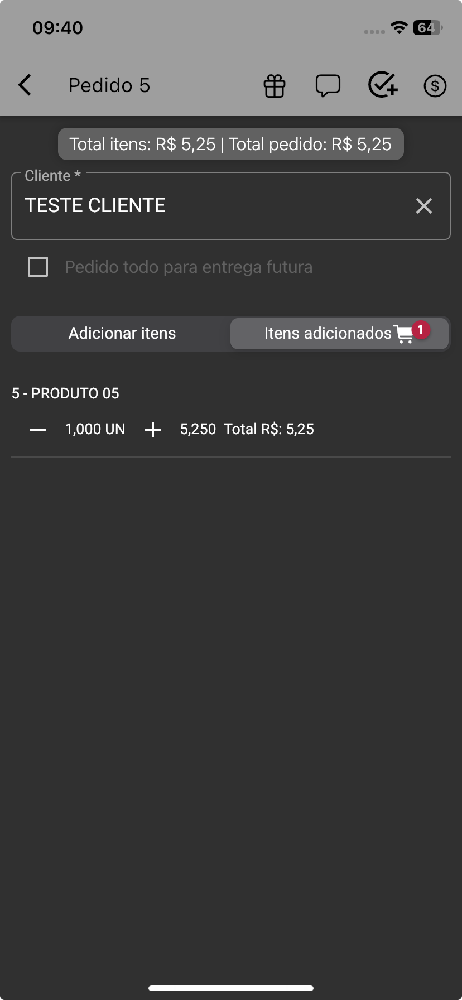 09:40
64
Pedido 5
$
Total itens: R$ 5,25 | Total pedido: R$ 5,25
Cliente *
TESTE CLIENTE
Pedido todo para entrega futura
Adicionar itens
Itens adicionados
1
5 - PRODUTO 05
1,000 UN
5,250 Total R$: 5,25